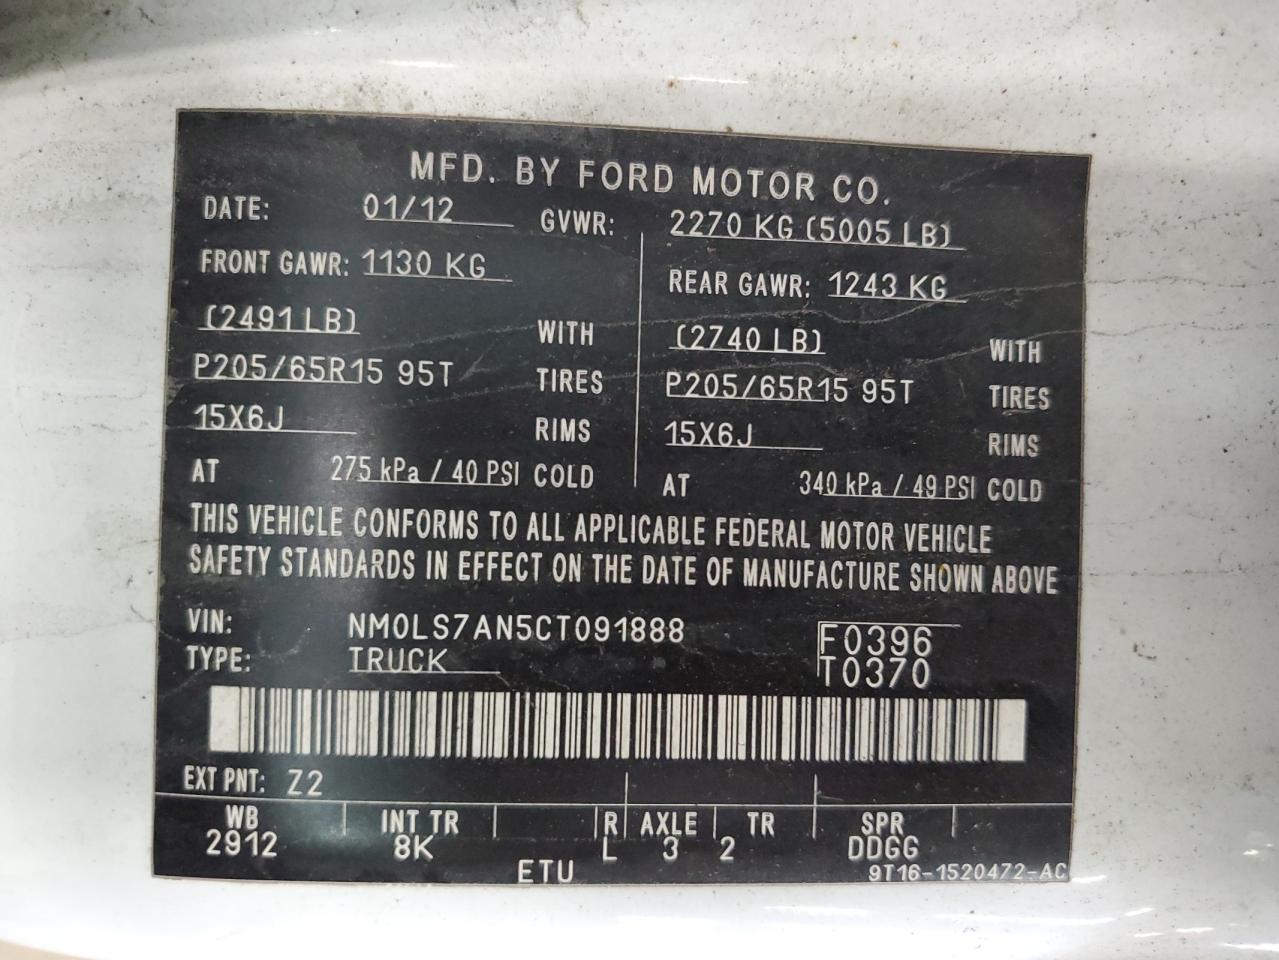 MFD. BY FORD MOTOR CO.
DATE: 01/12 GVWR: 2270 KG (5005 LB)
FRONT GAWR: 1130 KG REAR GAWR: 1243 KG
(2491 LB) WITH (2740 LB) WITH
P205/65R15 95T TIRES P205/65R15 95T TIRES
15X6J RIMS 15X6J RIMS
AT 275 kPa / 40 PSI COLD AT 340 kPa / 49 PSI COLD
THIS VEHICLE CONFORMS TO ALL APPLICABLE FEDERAL MOTOR VEHICLE
SAFETY STANDARDS IN EFFECT ON THE DATE OF MANUFACTURE SHOWN ABOVE
VIN: NM0LS7AN5CT091888 F0396
TYPE: TRUCK T0370
EXT PNT: Z2
WB INT TR R AXLE TR SPR
2912 8K L 3 2 DDGG
ETU 9T16-1520472-AC